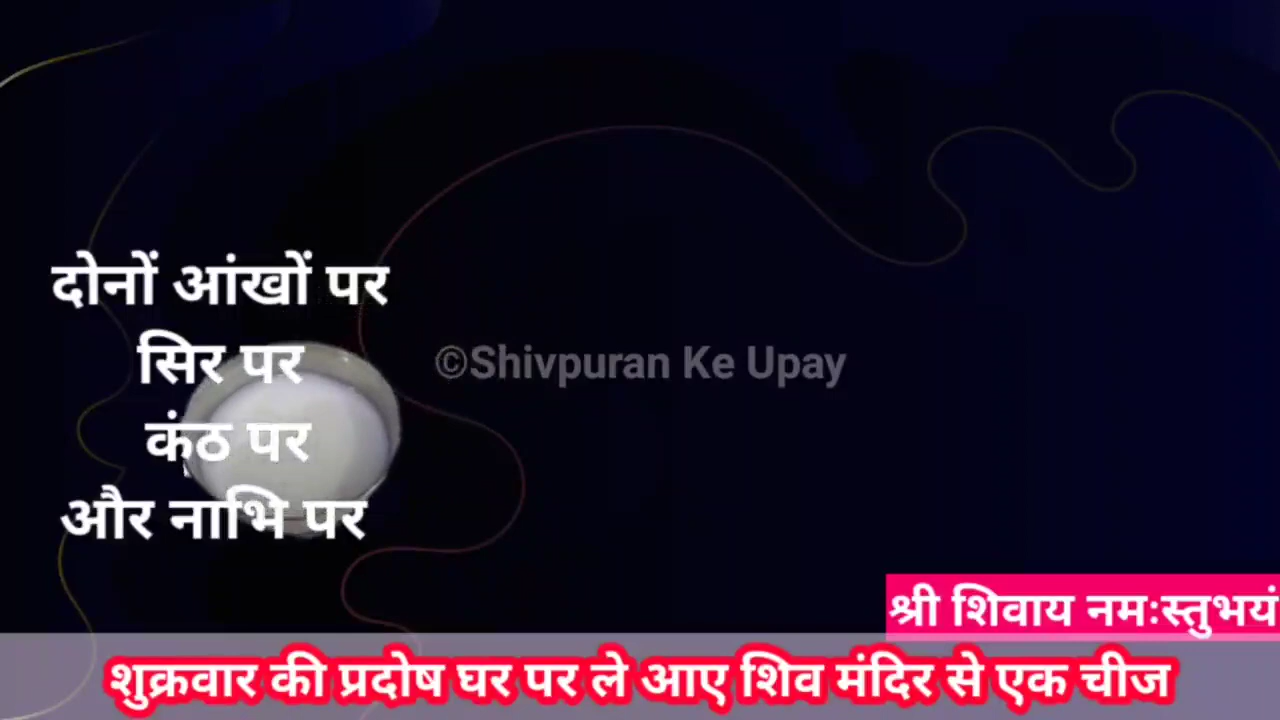 दोनों आंखों पर
सिर पर
©Shivpuran Ke Upay
कंठ पर
और नाभि पर
श्री शिवाय नमःस्तुभयं
शुक्रवार की प्रदोष घर पर ले आए शिव मंदिर से एक चीज